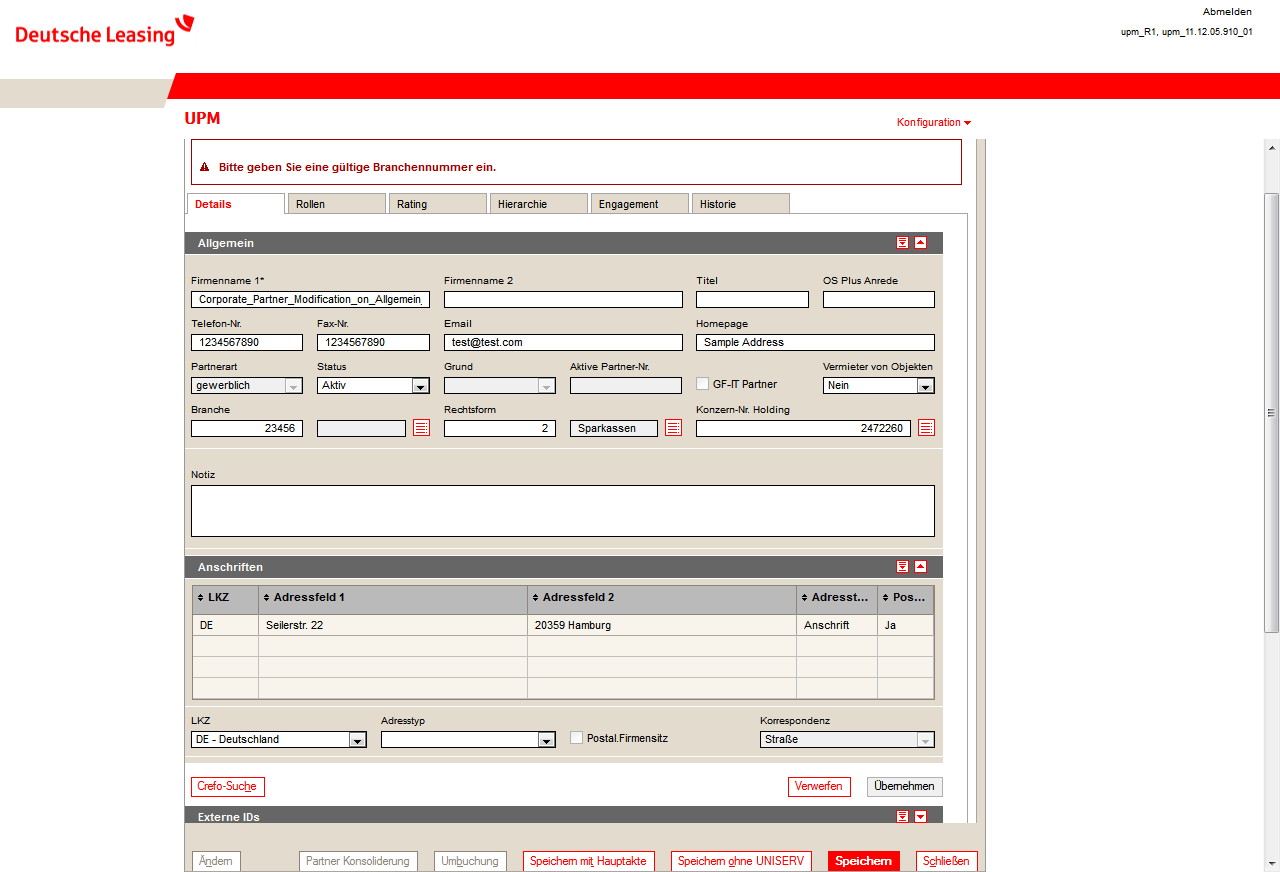 Abmelden
Deutsche Leasing
upm_R1, upm_11.12.05.910_01
UPM
Konfiguration
Bitte geben Sie eine gültige Branchennummer ein.
Details Rollen Rating Hierarchie Engagement Historie
Allgemein
Firmenname 1* Firmenname 2 Titel OS Plus Anrede
Corporate_Partner_Modification_on_Allgemein_
Telefon-Nr. Fax-Nr. Email Homepage
1234567890 1234567890 test@test.com Sample Address
Partnerart Status Grund Aktive Partner-Nr. Vermieter von Objekten
gewerblich Aktiv GF-IT Partner Nein
Branche Rechtsform Konzern-Nr. Holding
23456 2 Sparkassen 2472260
Notiz
Anschriften
LKZ Adressfeld 1 Adressfeld 2 Adresst... Pos...
DE Seilerstr. 22 20359 Hamburg Anschrift Ja
LKZ Adresstyp Korrespondenz
DE - Deutschland Postal.Firmensitz Straße
Crefo-Suche Verwerfen Übernehmen
Externe IDs
Ändern Partner Konsolidierung Umbuchung Speichern mit Hauptakte Speichern ohne UNISERV Speichern Schließen